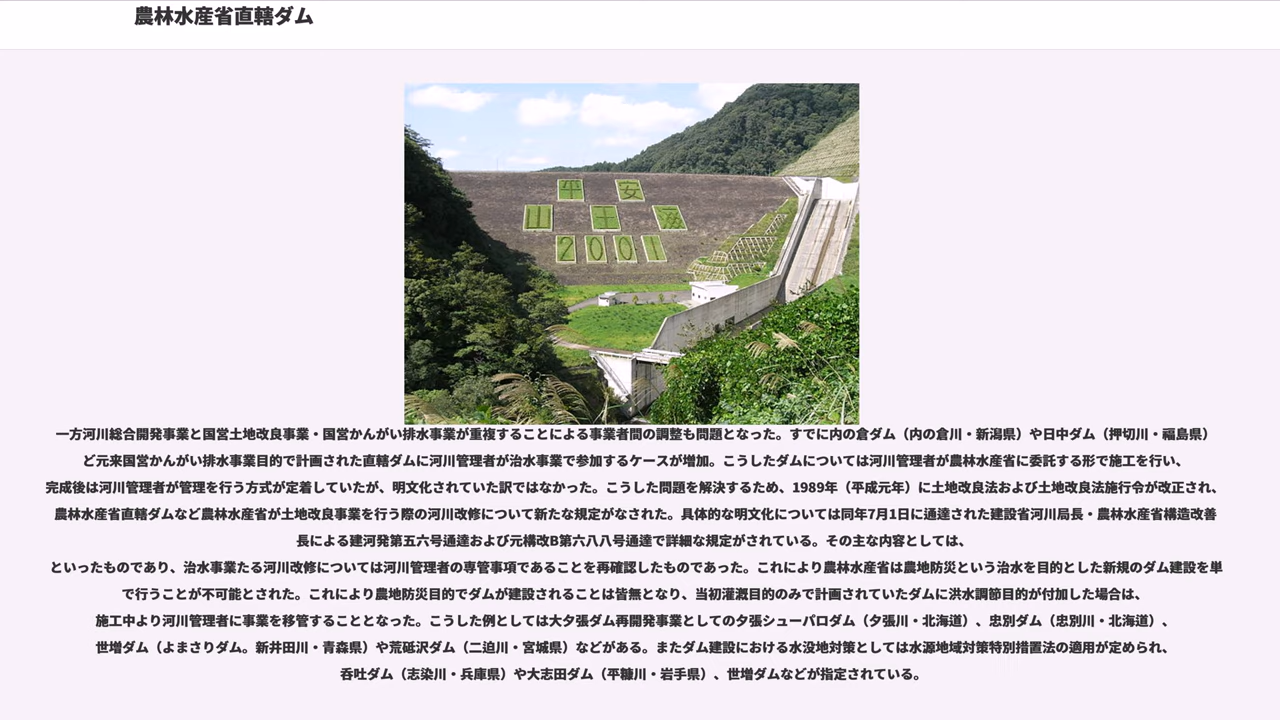 農林水産省直轄ダム
平安
山王海
2001
一方河川総合開発事業と国営土地改良事業・国営かんがい排水事業が重複することによる事業者間の調整も問題となった。すでに内の倉ダム（内の倉川・新潟県）や日中ダム（押切川・福島県）
ど元来国営かんがい排水事業目的で計画された直轄ダムに河川管理者が治水事業で参加するケースが増加。こうしたダムについては河川管理者が農林水産省に委託する形で施工を行い、
完成後は河川管理者が管理を行う方式が定着していたが、明文化されていた訳ではなかった。こうした問題を解決するため、1989年（平成元年）に土地改良法および土地改良法施行令が改正され、
農林水産省直轄ダムなど農林水産省が土地改良事業を行う際の河川改修について新たな規定がなされた。具体的な明文化については同年7月1日に通達された建設省河川局長・農林水産省構造改善
長による建河発第五六号通達および元構改B第六八八号通達で詳細な規定がされている。その主な内容としては、
といったものであり、治水事業たる河川改修については河川管理者の専管事項であることを再確認したものであった。これにより農林水産省は農地防災という治水を目的とした新規のダム建設を単
で行うことが不可能とされた。これにより農地防災目的でダムが建設されることは皆無となり、当初灌漑目的のみで計画されていたダムに洪水調節目的が付加した場合は、
施工中より河川管理者に事業を移管することとなった。こうした例としては大夕張ダム再開発事業としての夕張シューパロダム（夕張川・北海道）、忠別ダム（忠別川・北海道）、
世増ダム（よまさりダム。新井田川・青森県）や荒砥沢ダム（二迫川・宮城県）などがある。またダム建設における水没地対策としては水源地域対策特別措置法の適用が定められ、
呑吐ダム（志染川・兵庫県）や大志田ダム（平糠川・岩手県）、世増ダムなどが指定されている。